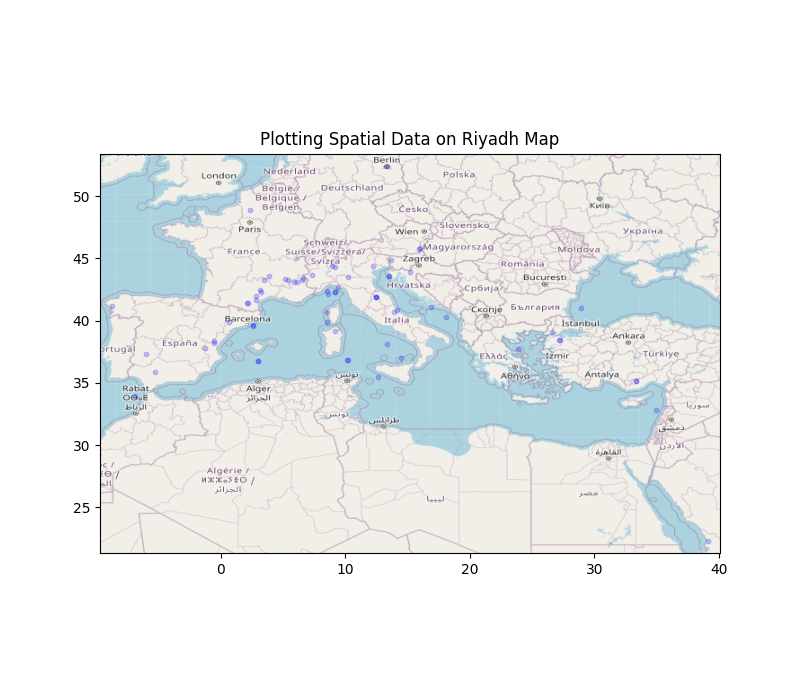 Plotting Spatial Data on Riyadh Map
50
45
40
35
30
25
0
10
20
30
40
Berlin
London
Nederland
Polska
Deutschland
België /
Belgique /
Belgien
Česko
Київ
Paris
Wien
Slovensko
Україна
France
Schweiz/
Suisse/Svizzera/
Svizra
Magyarország
Moldova
Zagreb
România
București
Hrvatska
Србија
България
Скопје
Barcelona
Italia
İstanbul
Ankara
España
ortugal
Ελλάς
İzmir
Türkiye
Αθήνα
Antalya
Rabat
ⵔⴱⴰⵟ
الرباط
Alger
الجزائر
تونس
تونس
طرابلس
سوريا
دمشق
الأردن
القاهرة
Algérie /
ⵍⵣⵣⴰⵢⴻⵔ /
الجزائر
ليبيا
مصر